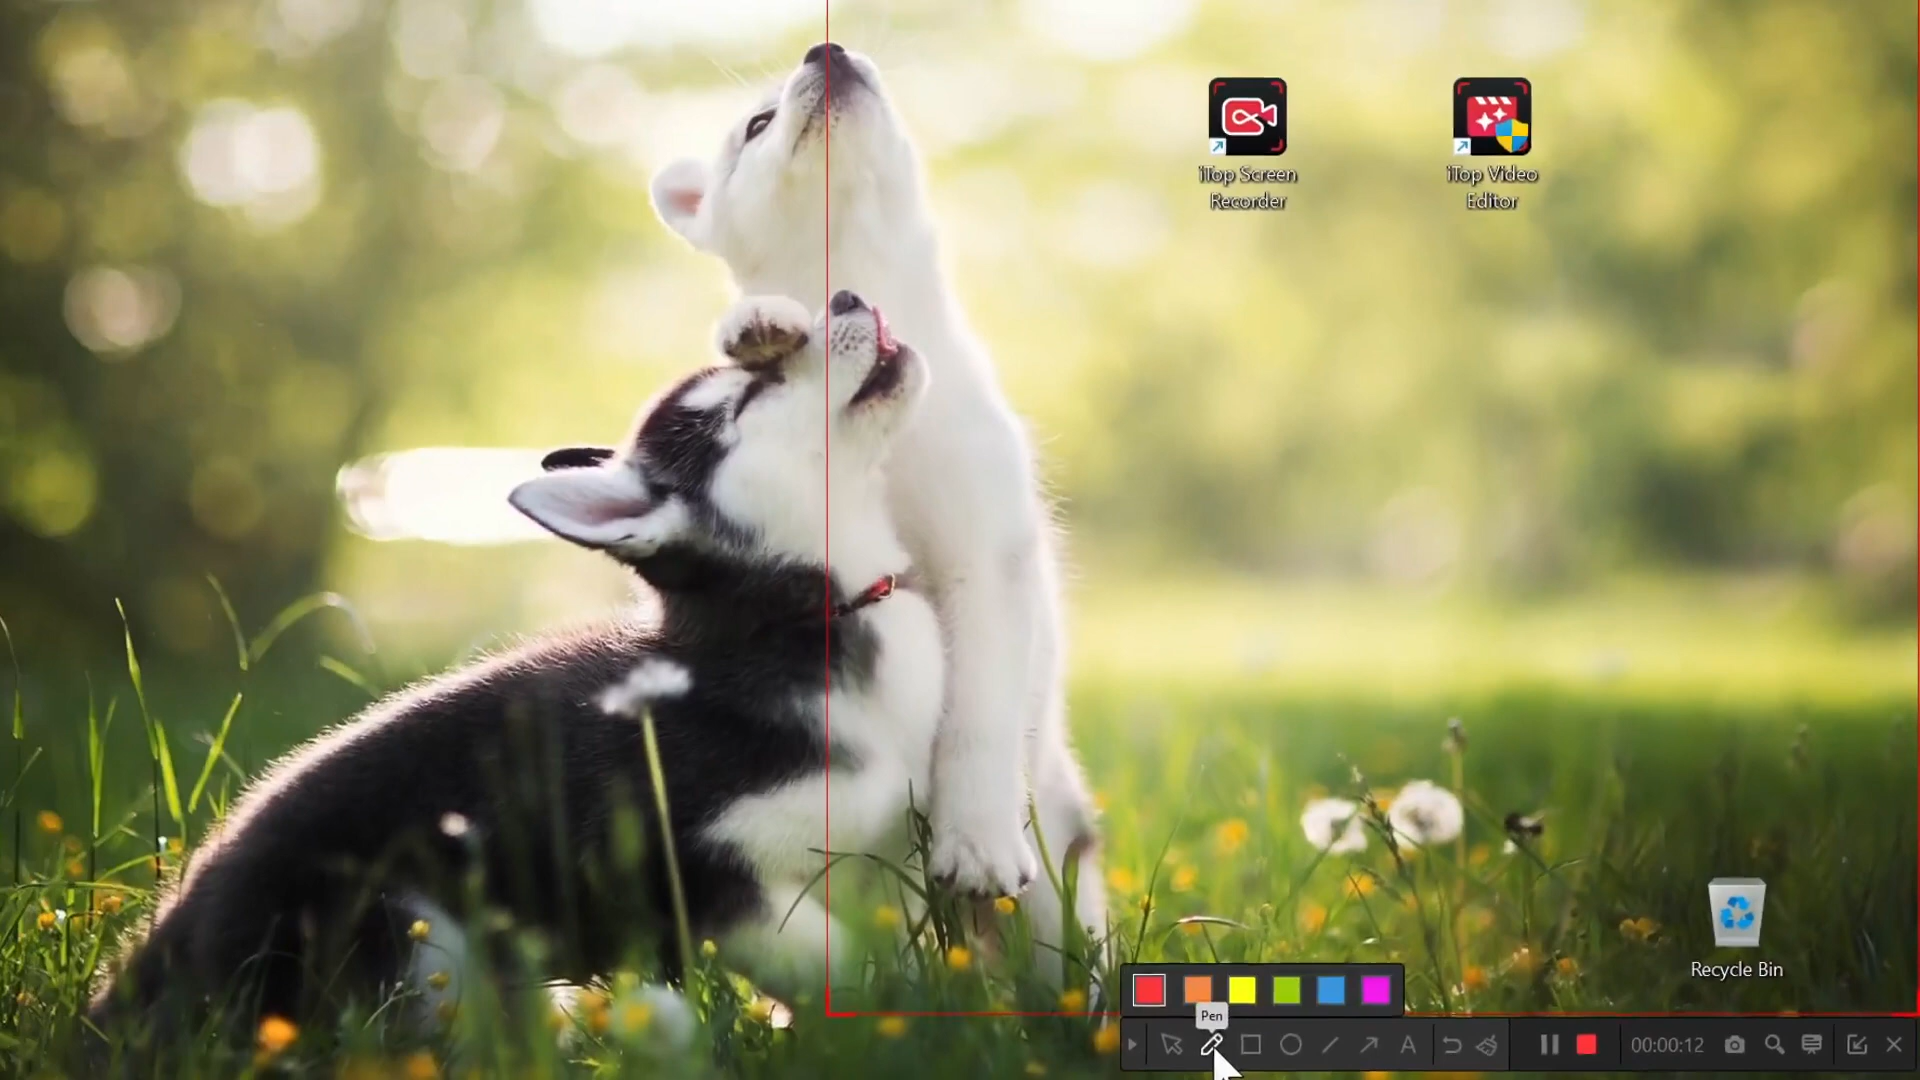 iTop Screen
Recorder
iTop Video
Editor
Recycle Bin
Pen
A
00:00:12